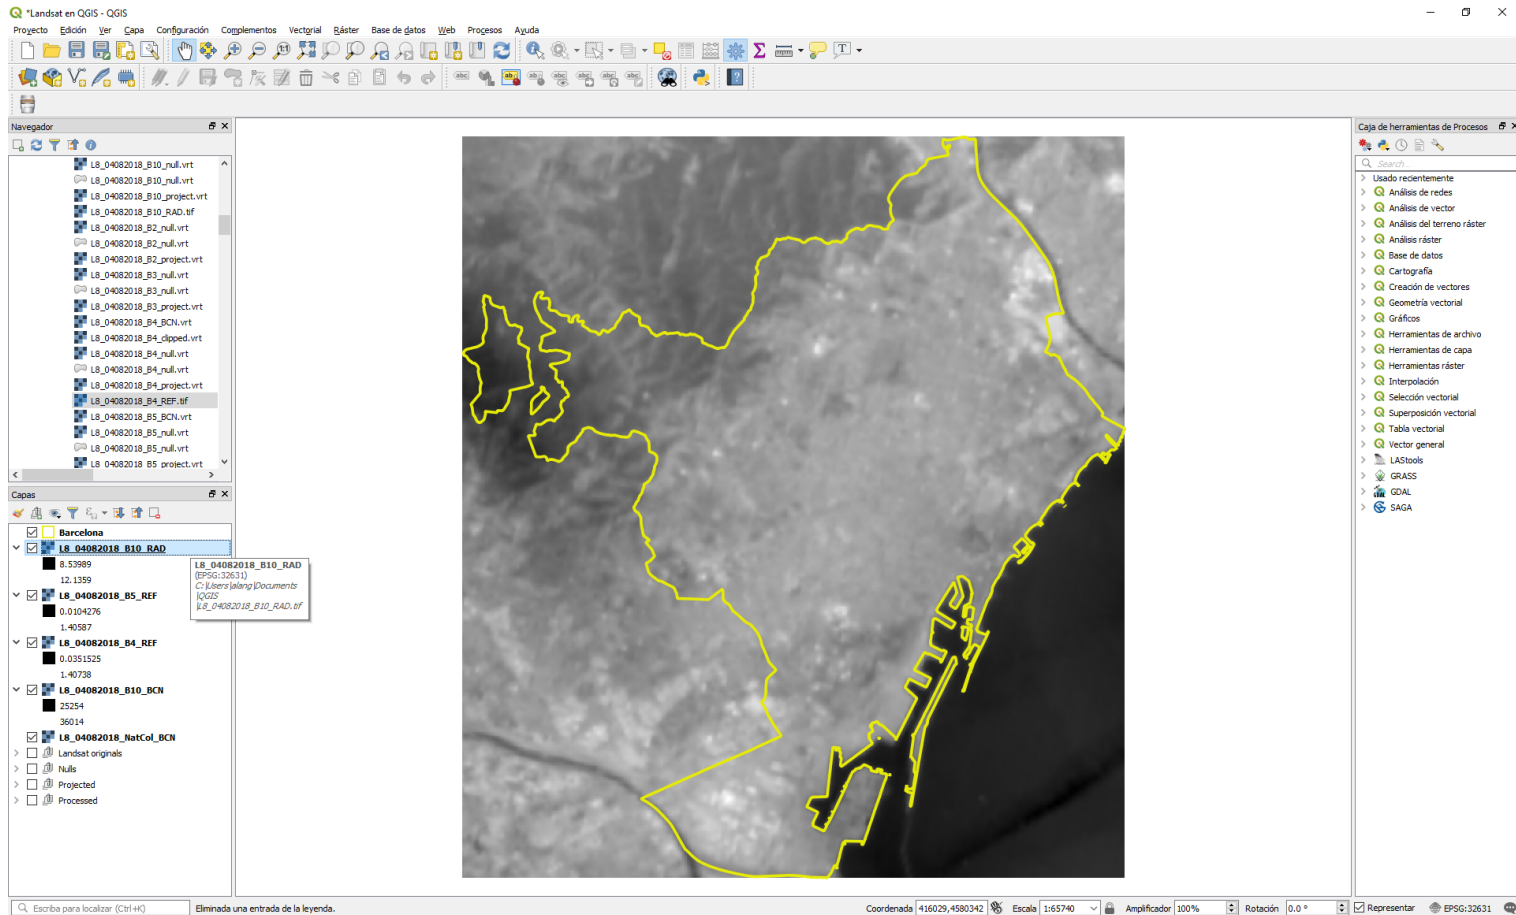 *Landsat en QGIS - QGIS
Proyecto Edición Ver Capa Configuración Complementos Vectorial Ráster Base de datos Web Procesos Ayuda
Navegador
L8_04082018_B10_null.vrt
L8_04082018_B10_null.vrt
L8_04082018_B10_project.vrt
L8_04082018_B10_RAD.tif
L8_04082018_B2_null.vrt
L8_04082018_B2_null.vrt
L8_04082018_B2_project.vrt
L8_04082018_B3_null.vrt
L8_04082018_B3_null.vrt
L8_04082018_B3_project.vrt
L8_04082018_B4_BCN.vrt
L8_04082018_B4_clipped.vrt
L8_04082018_B4_null.vrt
L8_04082018_B4_null.vrt
L8_04082018_B4_project.vrt
L8_04082018_B4_REF.tif
L8_04082018_B5_BCN.vrt
L8_04082018_B5_null.vrt
L8_04082018_B5_null.vrt
L8_04082018_B5_project.vrt
Capas
Barcelona
L8_04082018_B10_RAD
8.53989
12.1359
L8_04082018_B5_REF
0.0104276
1.40587
L8_04082018_B4_REF
0.0351525
1.40738
L8_04082018_B10_BCN
25254
36014
L8_04082018_NatCol_BCN
Landsat originals
Nulls
Projected
Processed
L8_04082018_B10_RAD
(EPSG:32631)
C:\Users\alang\Documents
\QGIS
\L8_04082018_B10_RAD.tif
Caja de herramientas de Procesos
Search...
Usado recientemente
Análisis de redes
Análisis de vector
Análisis del terreno ráster
Análisis ráster
Base de datos
Cartografía
Creación de vectores
Geometría vectorial
Gráficos
Herramientas de archivo
Herramientas de capa
Herramientas ráster
Interpolación
Selección vectorial
Superposición vectorial
Tabla vectorial
Vector general
LAStools
GRASS
GDAL
SAGA
Escriba para localizar (Ctrl+K) Eliminada una entrada de la leyenda. Coordenada 416029,4580342 Escala 1:65740 Amplificador 100% Rotación 0.0 ° Representar EPSG:32631